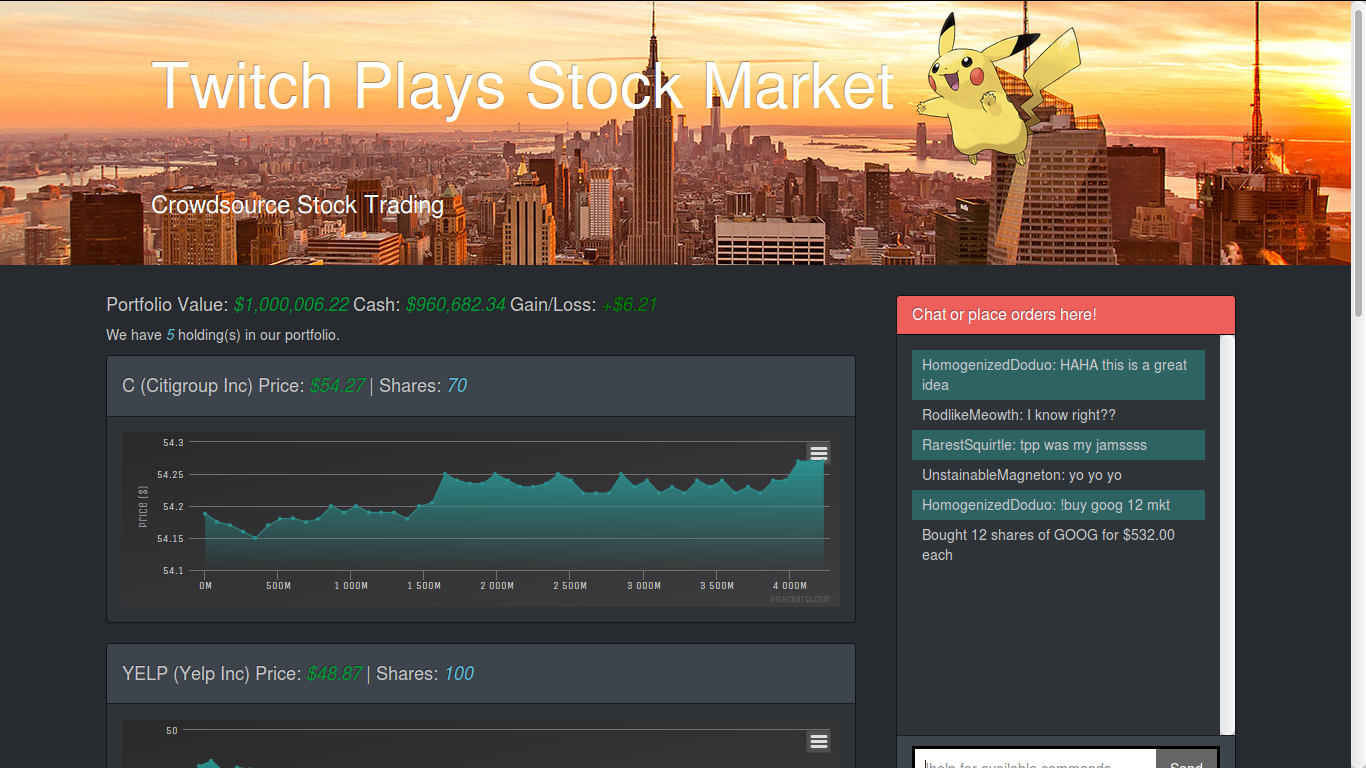 Twitch Plays Stock Market
Crowdsource Stock Trading
Portfolio Value: $1,000,006.22 Cash: $960,682.34 Gain/Loss: +$6.21
We have 5 holding(s) in our portfolio.
C (Citigroup Inc) Price: $54.27 | Shares: 70
54.3
54.25
54.2
54.15
54.1
Price ($)
0M 500M 1 000M 1 500M 2 000M 2 500M 3 000M 3 500M 4 000M
Highcharts.com
YELP (Yelp Inc) Price: $48.87 | Shares: 100
50
Chat or place orders here!
HomogenizedDoduo: HAHA this is a great
idea
RodlikeMeowth: I know right??
RarestSquirtle: tpp was my jamssss
UnstainableMagneton: yo yo yo
HomogenizedDoduo: !buy goog 12 mkt
Bought 12 shares of GOOG for $532.00
each
!help for available commands
Send